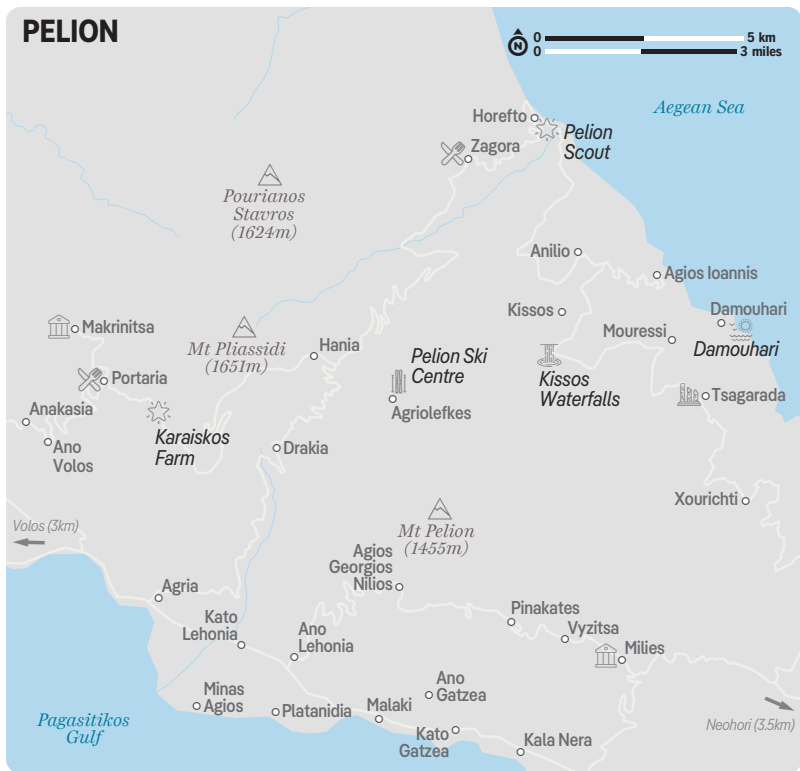 PELION
N
0
5 km
0
3 miles
Aegean Sea
Horefto
Pelion
Scout
Zagora
Pourianos
Stavros
(1624m)
Anilio
Agios Ioannis
Kissos
Damouhari
Makrinitsa
Mouressi
Damouhari
Mt Pliassidi
(1651m)
Hania
Pelion Ski
Centre
Kissos
Waterfalls
Portaria
Agriolefkes
Tsagarada
Anakasia
Karaiskos
Farm
Ano
Volos
Drakia
Xourichti
Volos (3km)
Mt Pelion
(1455m)
Agios
Georgios
Nilios
Agria
Pinakates
Kato
Lehonia
Ano
Lehonia
Vyzitsa
Milies
Minas
Agios
Platanidia
Malaki
Ano
Gatzea
Pagasitikos
Gulf
Kato
Gatzea
Kala Nera
Neohori (3.5km)